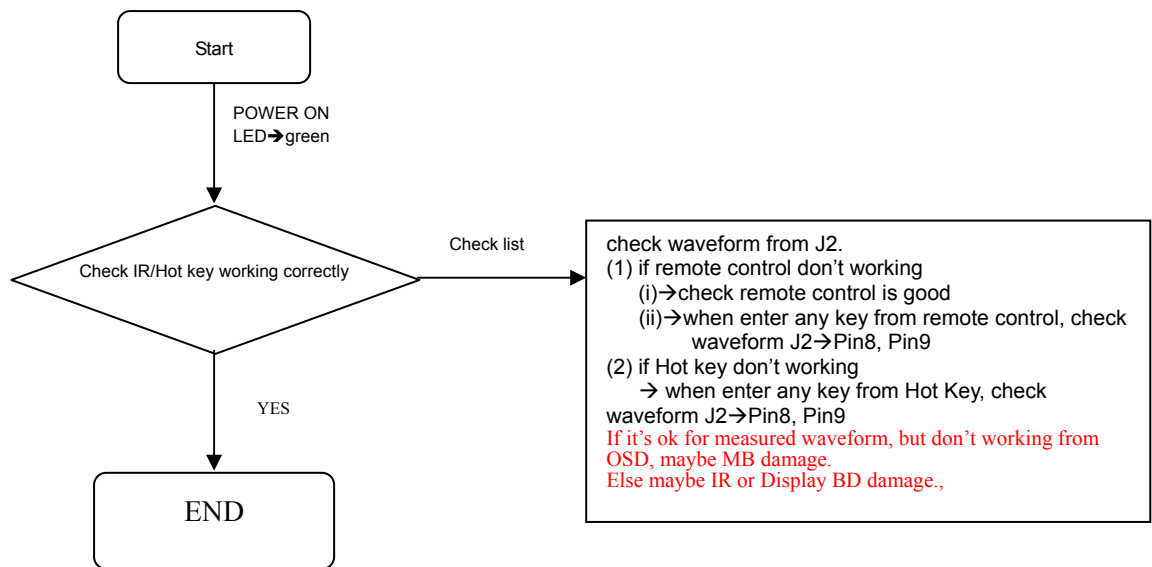 Start
POWER ON
LED➔green
Check IR/Hot key working correctly
Check list
check waveform from J2.
(1) if remote control don't working
(i)→check remote control is good
(ii)→when enter any key from remote control, check
waveform J2→Pin8, Pin9
(2) if Hot key don't working
→ when enter any key from Hot Key, check
waveform J2→Pin8, Pin9
If it's ok for measured waveform, but don't working from
OSD, maybe MB damage.
Else maybe IR or Display BD damage.,
YES
END